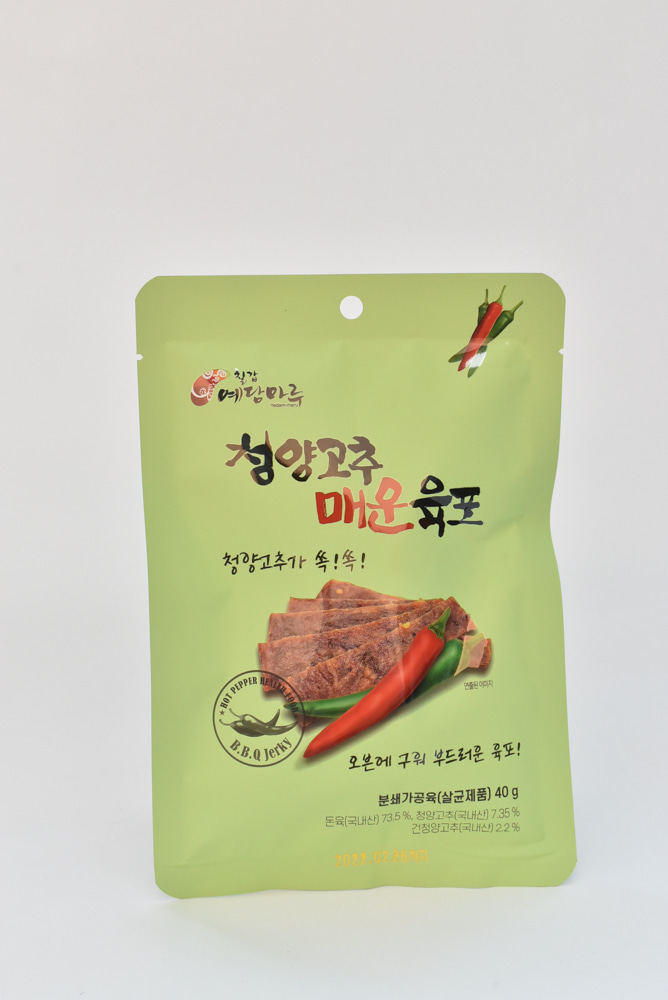 칠갑
예담마루
청양고추
매운육포
청양고추가 쏙!쏙!
연출된 이미지
HOT PEPPER HEALTH FOOD
B.B.Q Jerky
오븐에 구워 부드러운 육포!
분쇄가공육(살균제품) 40 g
돈육(국내산) 73.5 %, 청양고추(국내산) 7.35 %
건청양고추(국내산) 2.2 %